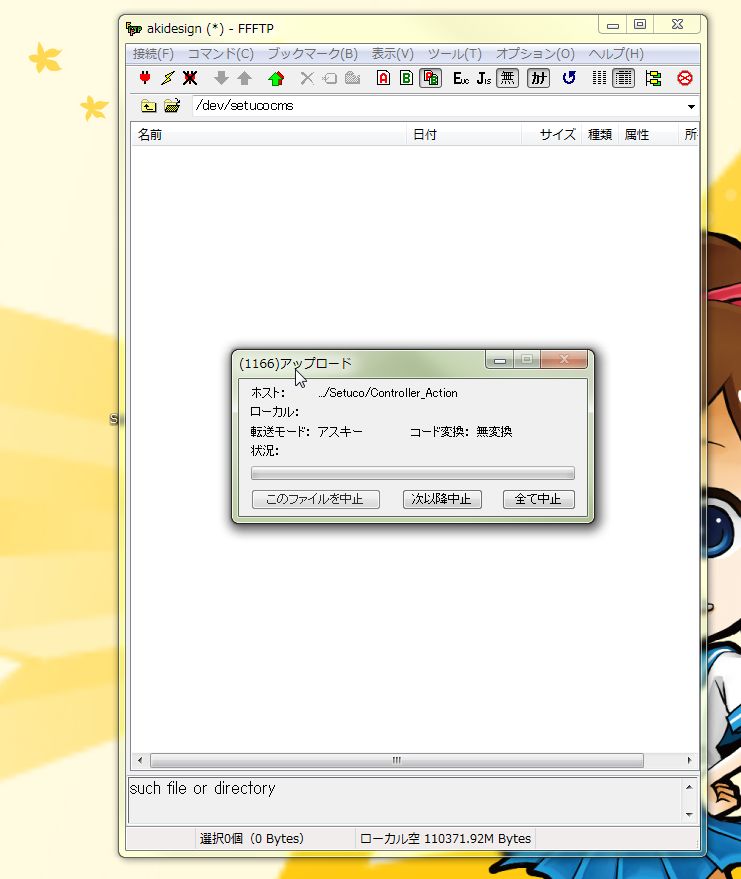 akidesign (*) - FFFTP
接続(F) コマンド(C) ブックマーク(B) 表示(V) ツール(T) オプション(O) ヘルプ(H)
A B Euc JIS 無 カナ
/dev/setucocms
名前 日付 サイズ 種類 属性 所
(1166)アップロード
ホスト: ../Setuco/Controller_Action
ローカル:
転送モード: アスキー コード変換: 無変換
状況:
このファイルを中止 次以降中止 全て中止
such file or directory
選択0個（0 Bytes） ローカル空 110371.92M Bytes